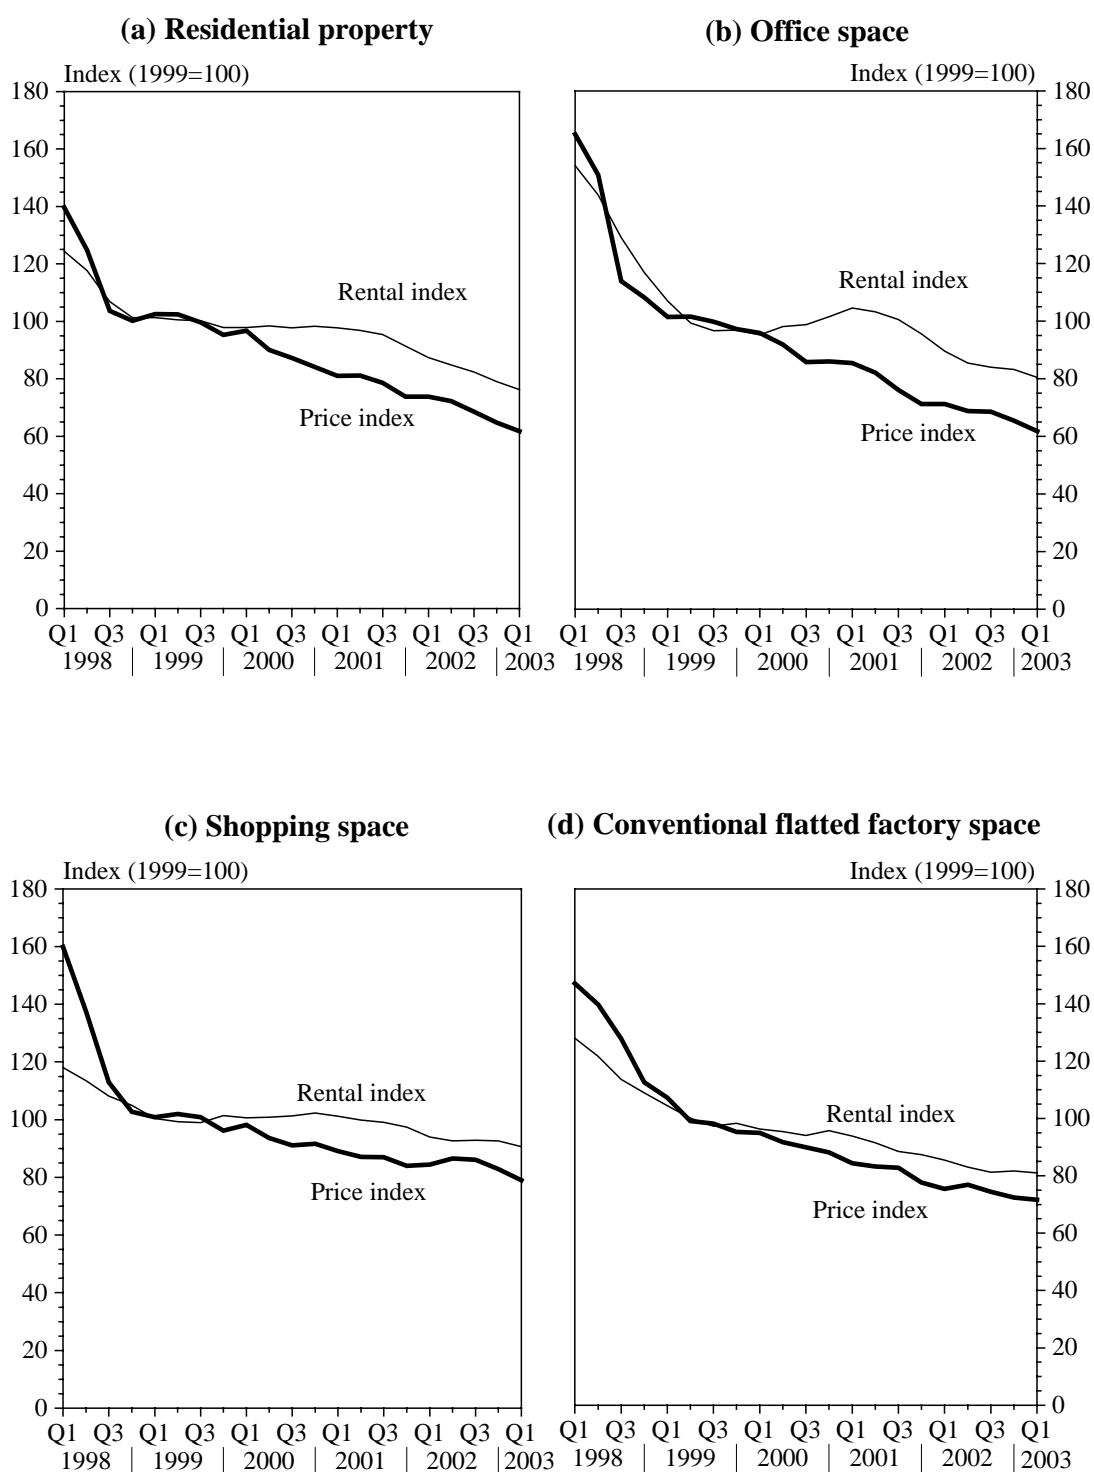 (a) Residential property
Index (1999=100)
180
160
140
120
100
80
60
40
20
0
Rental index
Price index
Q1 Q3 Q1 Q3 Q1 Q3 Q1 Q3 Q1 Q3 Q1
1998 | 1999 | 2000 | 2001 | 2002 | 2003
(b) Office space
Index (1999=100)
180
160
140
120
100
80
60
40
20
0
Rental index
Price index
Q1 Q3 Q1 Q3 Q1 Q3 Q1 Q3 Q1 Q3 Q1
1998 | 1999 | 2000 | 2001 | 2002 | 2003
(c) Shopping space
Index (1999=100)
180
160
140
120
100
80
60
40
20
0
Rental index
Price index
Q1 Q3 Q1 Q3 Q1 Q3 Q1 Q3 Q1 Q3 Q1
1998 | 1999 | 2000 | 2001 | 2002 | 2003
(d) Conventional flatted factory space
Index (1999=100)
180
160
140
120
100
80
60
40
20
0
Rental index
Price index
Q1 Q3 Q1 Q3 Q1 Q3 Q1 Q3 Q1 Q3 Q1
1998 | 1999 | 2000 | 2001 | 2002 | 2003